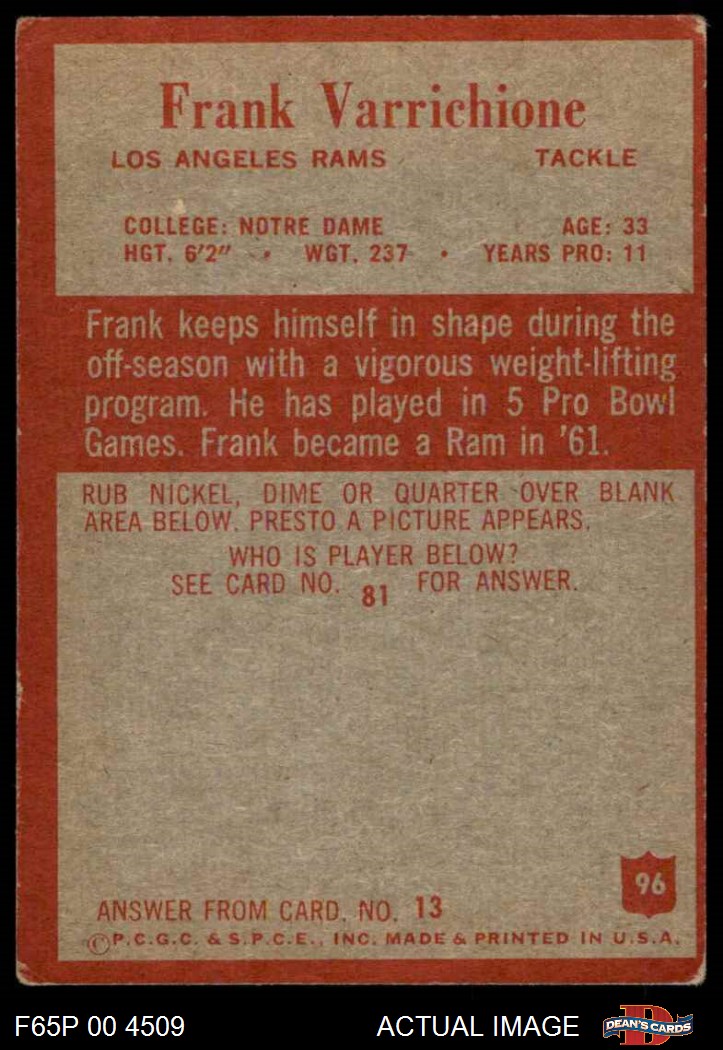 Frank Varrichione
LOS ANGELES RAMS TACKLE
COLLEGE: NOTRE DAME AGE: 33
HGT. 6'2" • WGT. 237 • YEARS PRO: 11
Frank keeps himself in shape during the
off-season with a vigorous weight-lifting
program. He has played in 5 Pro Bowl
Games. Frank became a Ram in '61.
RUB NICKEL, DIME OR QUARTER OVER BLANK
AREA BELOW. PRESTO A PICTURE APPEARS.
WHO IS PLAYER BELOW?
SEE CARD NO. 81 FOR ANSWER.
96
ANSWER FROM CARD. NO. 13
©P.C.G.C. & S.P.C.E., INC. MADE & PRINTED IN U.S.A.
F65P 00 4509 ACTUAL IMAGE D DEAN'S CARDS